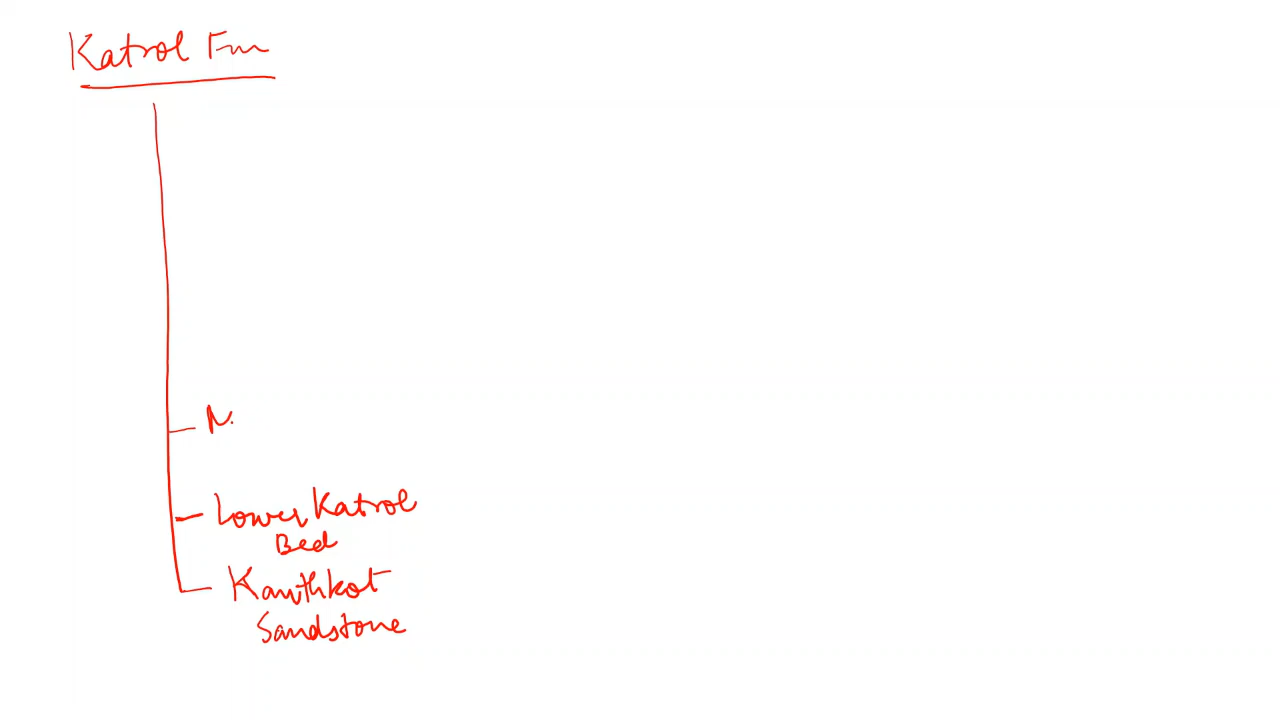 Katrol Fm
M
Lower Katrol
Bed
Kanthkot
Sandstone